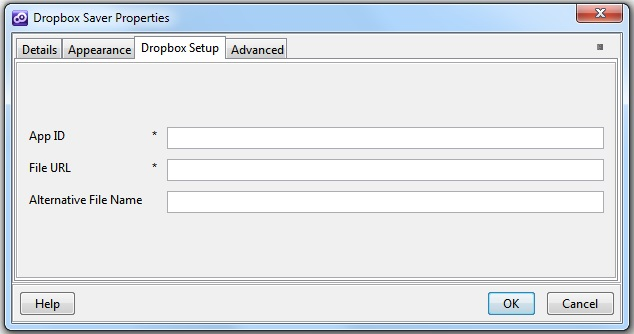 Dropbox Saver Properties
Details Appearance Dropbox Setup Advanced
App ID *
File URL *
Alternative File Name
Help OK Cancel